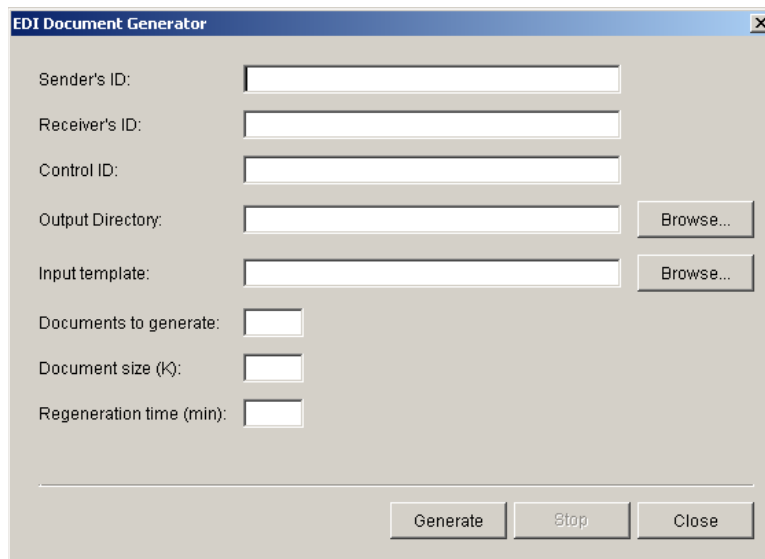 EDI Document Generator
Sender's ID:
Receiver's ID:
Control ID:
Output Directory: Browse...
Input template: Browse...
Documents to generate:
Document size (K):
Regeneration time (min):
Generate Stop Close